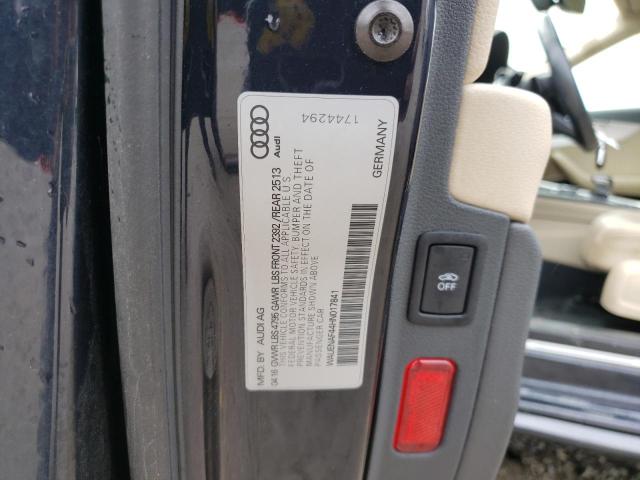 Audi
1744294
MFD. BY AUDI AG
GERMANY
04 16 GVWR LBS 4795 GAWR LBS FRONT 2392 /REAR 2513
THIS VEHICLE CONFORMS TO ALL APPLICABLE U S
FEDERAL MOTOR VEHICLE SAFETY, BUMPER AND THEFT
PREVENTION STANDARDS IN EFFECT ON THE DATE OF
MANUFACTURE SHOWN ABOVE
PASSENGER CAR
WAUENAF44HN017841
OFF